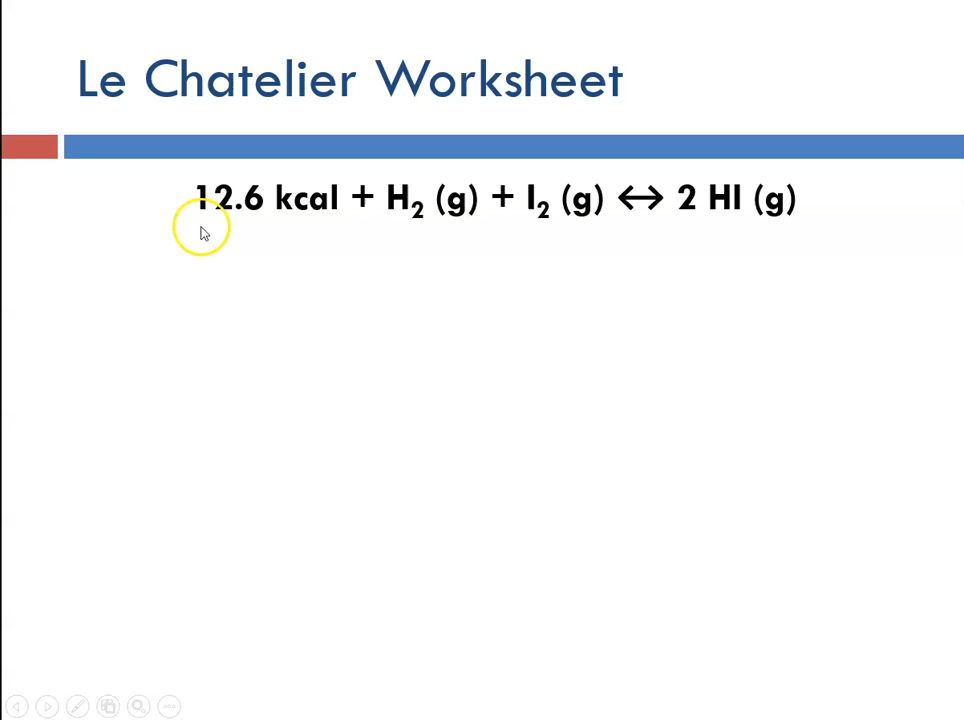 Le Chatelier Worksheet
12.6 kcal + H₂ (g) + I₂ (g) ↔ 2 HI (g)